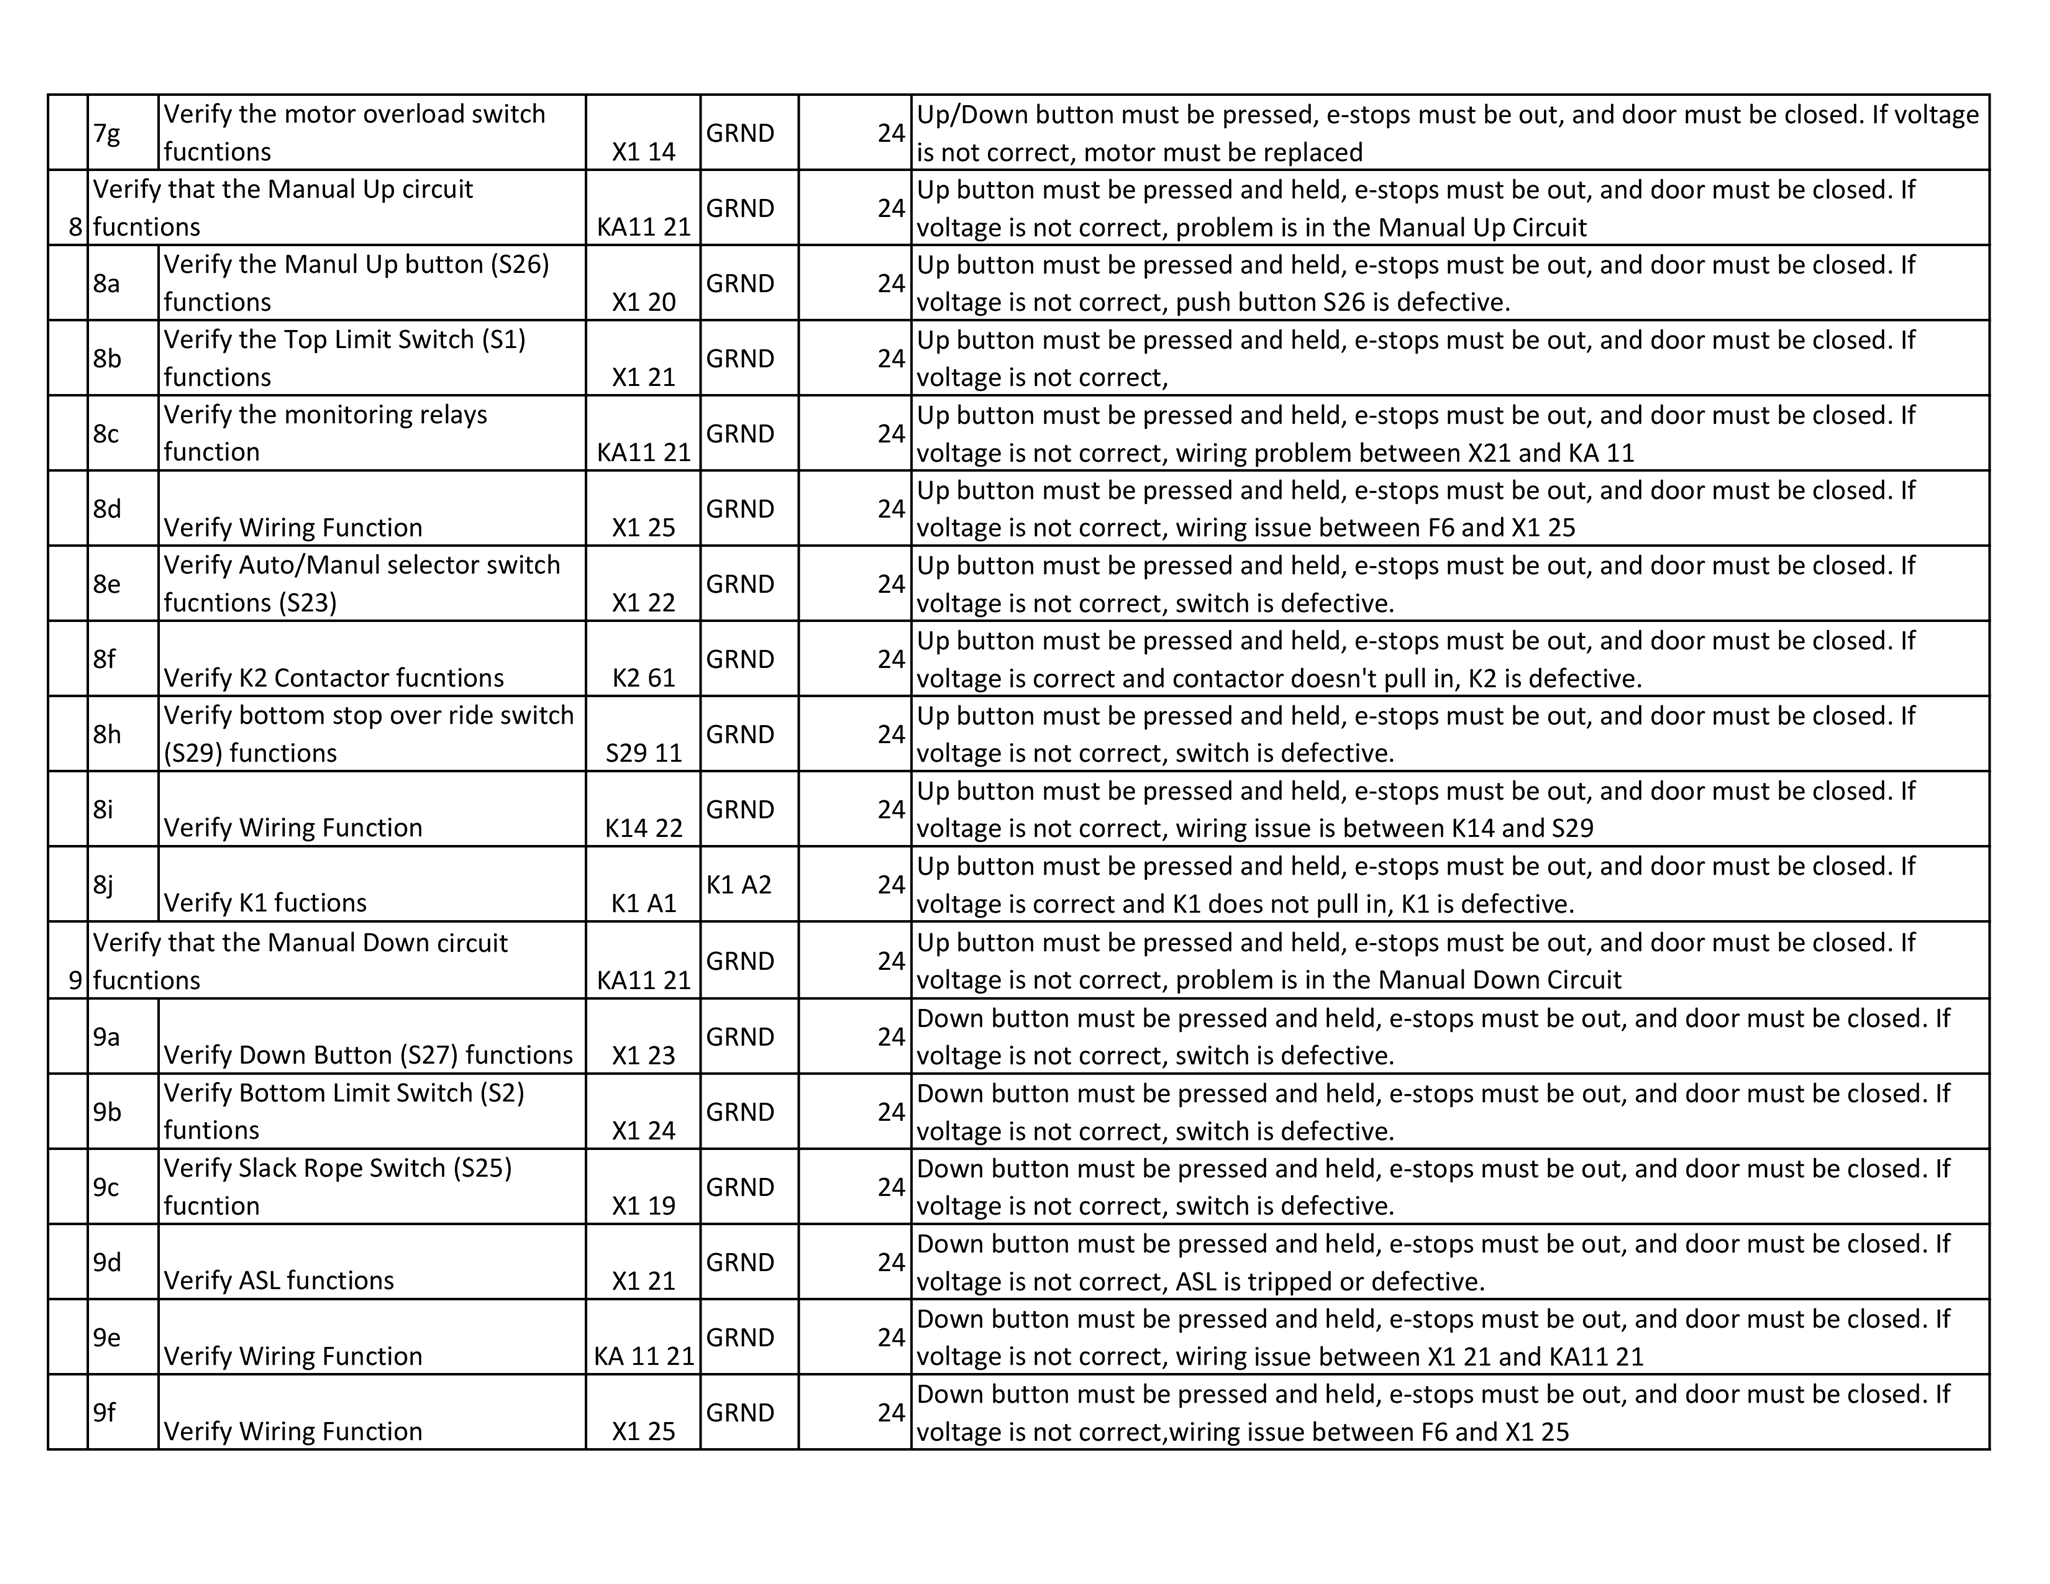 7g Verify the motor overload switch fucntions X1 14 GRND 24 Up/Down button must be pressed, e-stops must be out, and door must be closed. If voltage is not correct, motor must be replaced
8 Verify that the Manual Up circuit fucntions KA11 21 GRND 24 Up button must be pressed and held, e-stops must be out, and door must be closed. If voltage is not correct, problem is in the Manual Up Circuit
8a Verify the Manul Up button (S26) functions X1 20 GRND 24 Up button must be pressed and held, e-stops must be out, and door must be closed. If voltage is not correct, push button S26 is defective.
8b Verify the Top Limit Switch (S1) functions X1 21 GRND 24 Up button must be pressed and held, e-stops must be out, and door must be closed. If voltage is not correct,
8c Verify the monitoring relays function KA11 21 GRND 24 Up button must be pressed and held, e-stops must be out, and door must be closed. If voltage is not correct, wiring problem between X21 and KA 11
8d Verify Wiring Function X1 25 GRND 24 Up button must be pressed and held, e-stops must be out, and door must be closed. If voltage is not correct, wiring issue between F6 and X1 25
8e Verify Auto/Manul selector switch fucntions (S23) X1 22 GRND 24 Up button must be pressed and held, e-stops must be out, and door must be closed. If voltage is not correct, switch is defective.
8f Verify K2 Contactor fucntions K2 61 GRND 24 Up button must be pressed and held, e-stops must be out, and door must be closed. If voltage is correct and contactor doesn't pull in, K2 is defective.
8h Verify bottom stop over ride switch (S29) functions S29 11 GRND 24 Up button must be pressed and held, e-stops must be out, and door must be closed. If voltage is not correct, switch is defective.
8i Verify Wiring Function K14 22 GRND 24 Up button must be pressed and held, e-stops must be out, and door must be closed. If voltage is not correct, wiring issue is between K14 and S29
8j Verify K1 fuctions K1 A1 K1 A2 24 Up button must be pressed and held, e-stops must be out, and door must be closed. If voltage is correct and K1 does not pull in, K1 is defective.
9 Verify that the Manual Down circuit fucntions KA11 21 GRND 24 Up button must be pressed and held, e-stops must be out, and door must be closed. If voltage is not correct, problem is in the Manual Down Circuit
9a Verify Down Button (S27) functions X1 23 GRND 24 Down button must be pressed and held, e-stops must be out, and door must be closed. If voltage is not correct, switch is defective.
9b Verify Bottom Limit Switch (S2) funtions X1 24 GRND 24 Down button must be pressed and held, e-stops must be out, and door must be closed. If voltage is not correct, switch is defective.
9c Verify Slack Rope Switch (S25) fucntion X1 19 GRND 24 Down button must be pressed and held, e-stops must be out, and door must be closed. If voltage is not correct, switch is defective.
9d Verify ASL functions X1 21 GRND 24 Down button must be pressed and held, e-stops must be out, and door must be closed. If voltage is not correct, ASL is tripped or defective.
9e Verify Wiring Function KA 11 21 GRND 24 Down button must be pressed and held, e-stops must be out, and door must be closed. If voltage is not correct, wiring issue between X1 21 and KA11 21
9f Verify Wiring Function X1 25 GRND 24 Down button must be pressed and held, e-stops must be out, and door must be closed. If voltage is not correct,wiring issue between F6 and X1 25